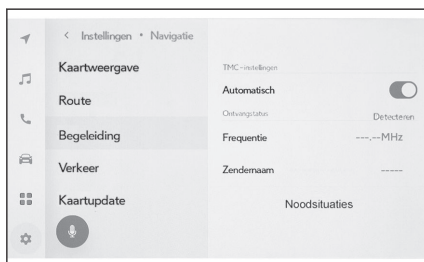 < Instellingen • Navigatie
Kaartweergave
Route
Begeleiding
Verkeer
Kaartupdate
TMC-instellingen
Automatisch
Ontvangstatus
Detecteren
Frequentie ---.--MHz
Zendernaam -----
Noodsituaties